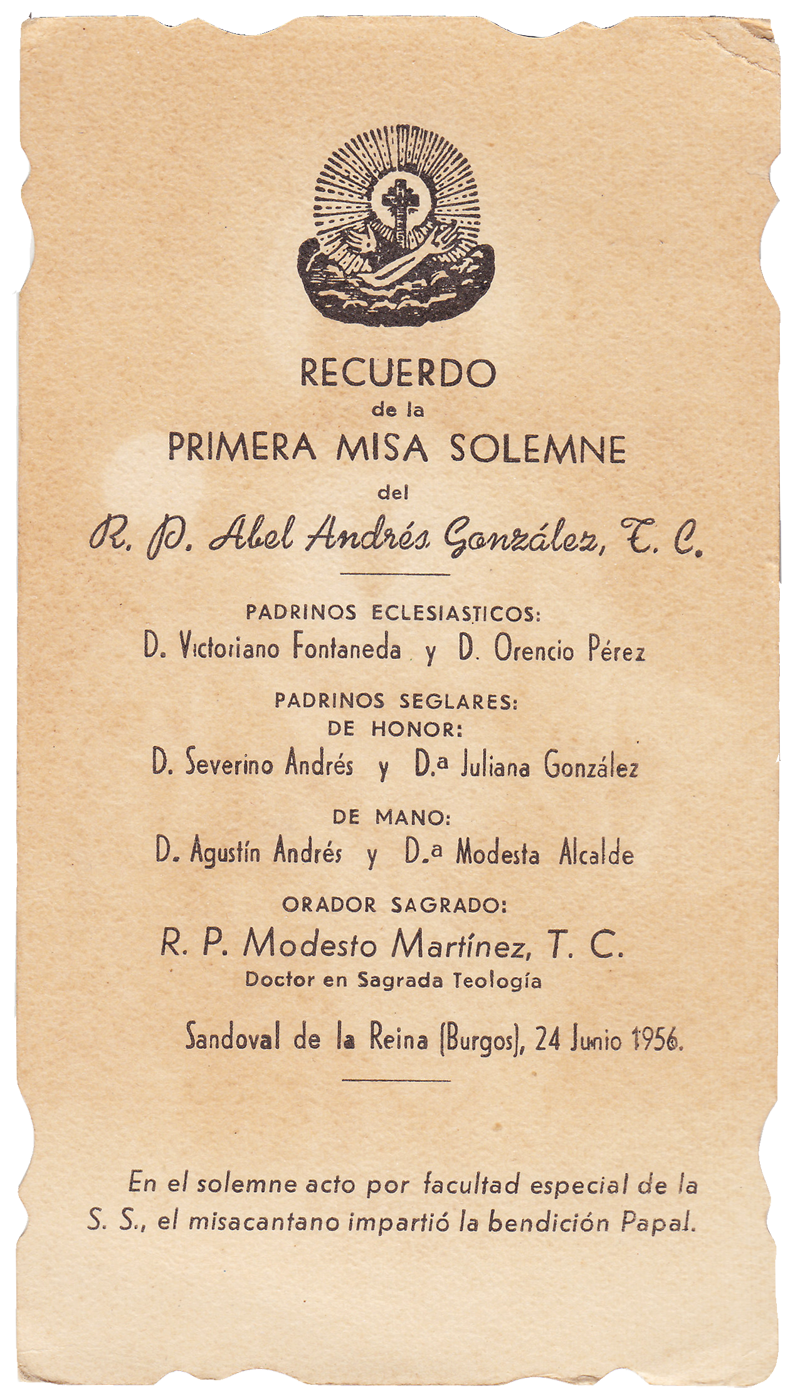 RECUERDO
de la
PRIMERA MISA SOLEMNE
del
R. P. Abel Andrés González, T. C.
PADRINOS ECLESIASTICOS:
D. Victoriano Fontaneda y D. Orencio Pérez
PADRINOS SEGLARES:
DE HONOR:
D. Severino Andrés y D.ª Juliana González
DE MANO:
D. Agustín Andrés y D.ª Modesta Alcalde
ORADOR SAGRADO:
R. P. Modesto Martínez, T. C.
Doctor en Sagrada Teología
Sandoval de la Reina (Burgos), 24 Junio 1956.
En el solemne acto por facultad especial de la
S. S., el misacantano impartió la bendición Papal.